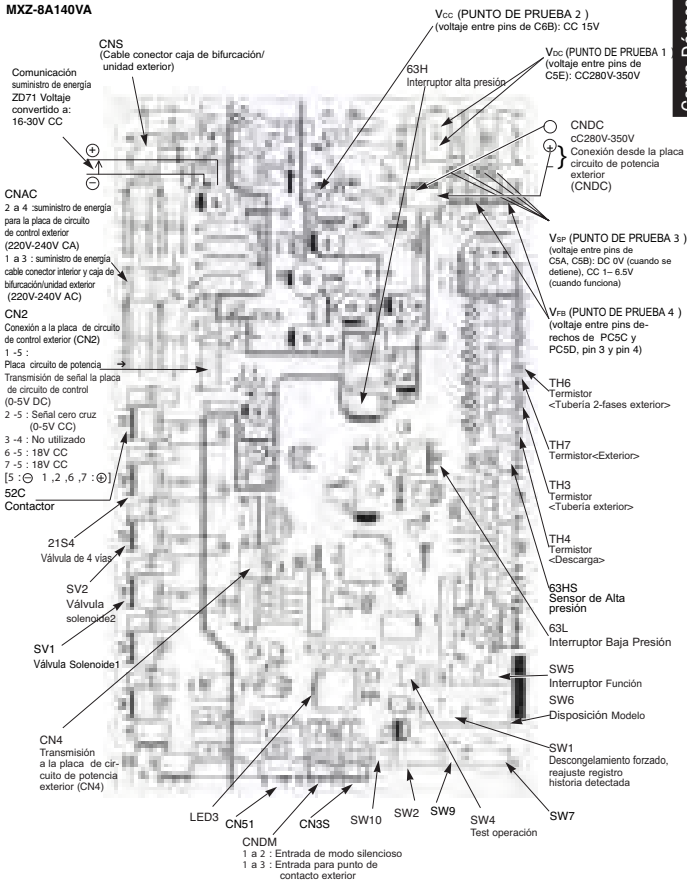 MXZ-8A140VA
Vcc (PUNTO DE PRUEBA 2 )
(voltaje entre pins de C6B): CC 15V
CNS
(Cable conector caja de bifurcación/
unidad exterior)
VDC (PUNTO DE PRUEBA 1 )
(voltaje entre pins de
C5E): CC280V-350V
63H
Interruptor alta presión
Comunicación
suministro de energía
ZD71 Voltaje
convertido a:
16-30V CC
CNDC
cC280V-350V
Conexión desde la placa
circuito de potencia
exterior
(CNDC)
+
–
+
–
CNAC
2 a 4 :suministro de energía
para la placa de circuito
de control exterior
(220V-240V CA)
1 a 3 : suministro de energía
cable conector interior y caja de
bifurcación/unidad exterior
(220V-240V AC)
VSP (PUNTO DE PRUEBA 3 )
(voltaje entre pins de
C5A, C5B): DC 0V (cuando se
detiene), CC 1– 6.5V
(cuando funciona)
VFB (PUNTO DE PRUEBA 4 )
(voltaje entre pins de-
rechos de PC5C y
PC5D, pin 3 y pin 4)
CN2
Conexión a la placa de circuito
de control exterior (CN2)
1 -5 :
Placa circuito de potencia →
Transmisión de señal la placa
de circuito de control
(0-5V DC)
2 -5 : Señal cero cruz
(0-5V CC)
3 -4 : No utilizado
6 -5 : 18V CC
7 -5 : 18V CC
[5 :⊖ 1 ,2 ,6 ,7 :⊕]
52C
Contactor
21S4
Válvula de 4 vías
SV2
Válvula
solenoide2
SV1
Válvula Solenoide1
TH6
Termistor
<Tubería 2-fases exterior>
TH7
Termistor<Exterior>
TH3
Termistor
<Tubería exterior>
TH4
Termistor
<Descarga>
63HS
Sensor de Alta
presión
63L
Interruptor Baja Presión
SW5
Interruptor Función
SW6
Disposición Modelo
SW1
Descongelamiento forzado,
reajuste registro
historia detectada
CN4
Transmisión
a la placa de cir-
cuito de potencia
exterior (CN4)
LED3
CN51
CN3S
SW10
SW2
SW9
SW4
Test operación
SW7
CNDM
1 a 2 : Entrada de modo silencioso
1 a 3 : Entrada para punto de
contacto exterior